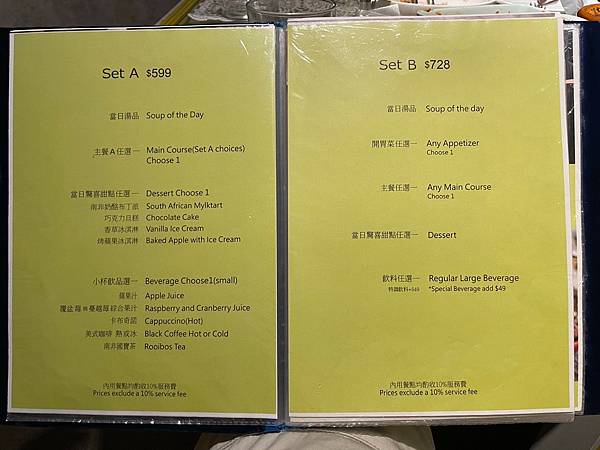 Set A $599
當日湯品 Soup of the Day
主餐A任選一 Main Course(Set A choices)
Choose 1
當日驚喜甜點任選一 Dessert Choose 1
南非奶酪布丁派 South African Mylktart
巧克力旦糕 Chocolate Cake
香草冰淇淋 Vanilla Ice Cream
烤蘋果冰淇淋 Baked Apple with Ice Cream
小杯飲品選一 Beverage Choose1(small)
蘋果汁 Apple Juice
覆盆莓與蔓越莓綜合果汁 Raspberry and Cranberry Juice
卡布奇諾 Cappuccino(Hot)
美式咖啡 熱或冰 Black Coffee Hot or Cold
南非國寶茶 Rooibos Tea
內用餐點均酌收10%服務費
Prices exclude a 10% service fee
Set B $728
當日湯品 Soup of the day
開胃菜任選一 Any Appetizer
Choose 1
主餐任選一 Any Main Course
Choose 1
當日驚喜甜點任選一 Dessert
飲料任選一 Regular Large Beverage
特調飲料+$49 *Special Beverage add $49
內用餐點均酌收10%服務費
Prices exclude a 10% service fee